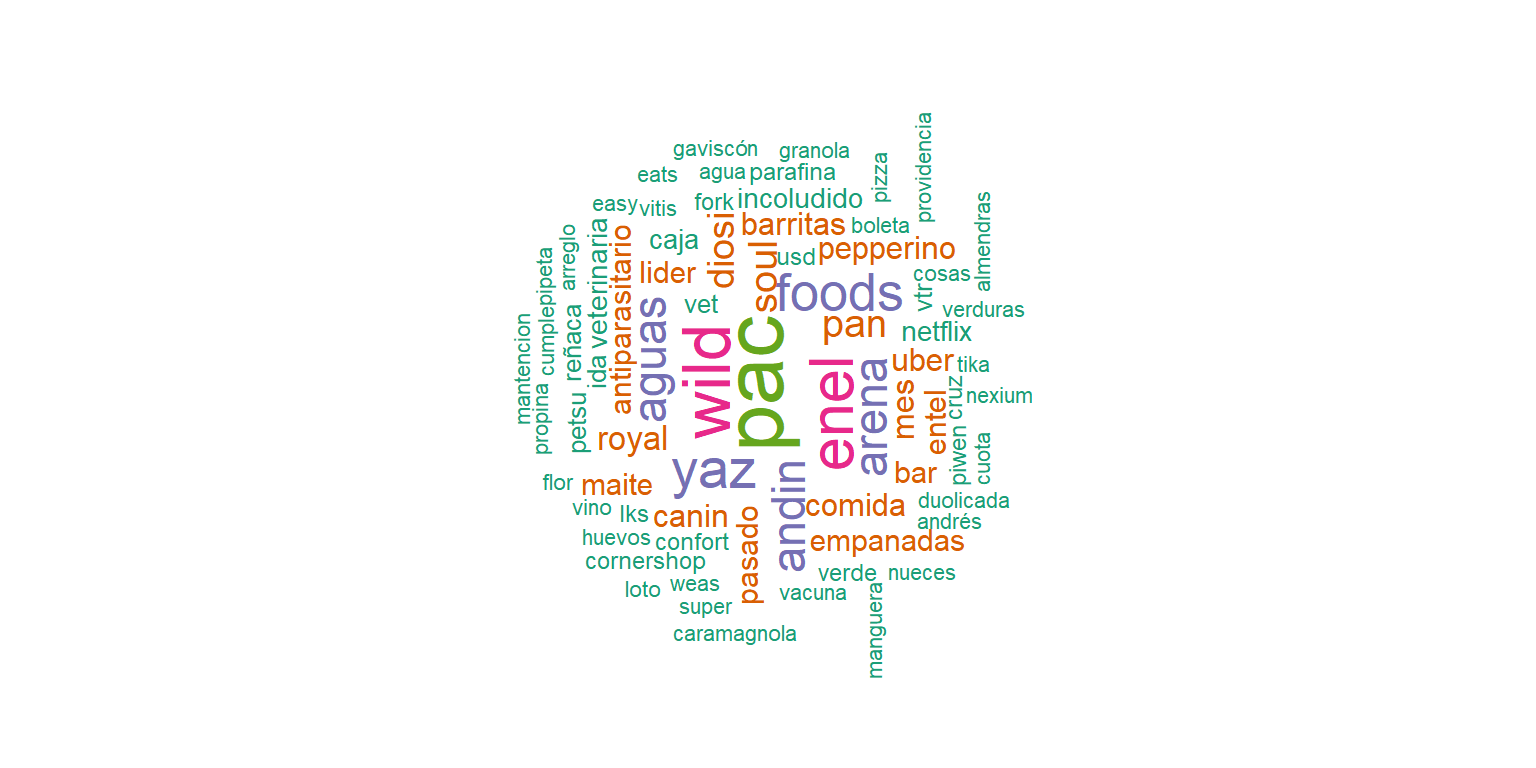 providencia
gaviscón
granola
pizza
eats
agua
parafina
easy
vitis
fork
incoludido
almendras
arreglo
veterinaria
antiparasitario
caja
diosi
barritas
boleta
soul
usd
pepperino
cumplepipeta
lider
cosas
vtr
foods
vet
verduras
mantencion
reñaca
ida
aguas
wild
pac
pan
netflix
enel
arena
uber
tika
propina
petsu
mes
entel
cruz
nexium
royal
piwen
cuota
yaz
andin
bar
flor
maite
vino
lks
canin
pasado
comida
duolicada
andrés
huevos
confort
empanadas
cornershop
verde
nueces
loto
weas
vacuna
super
manguera
caramagnola